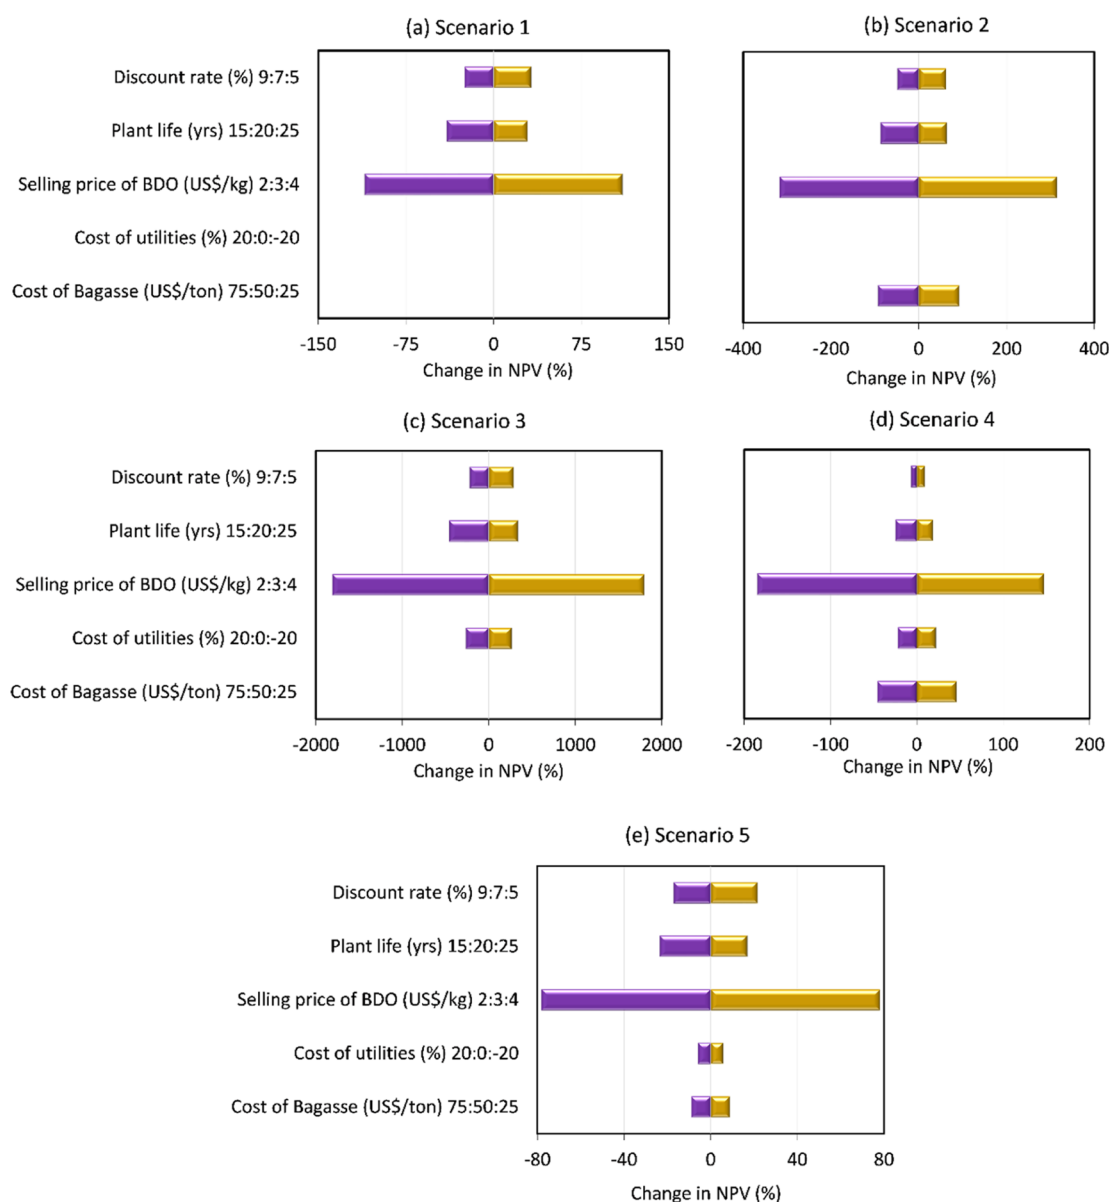 (a) Scenario 1
Discount rate (%) 9:7:5
Plant life (yrs) 15:20:25
Selling price of BDO (US$/kg) 2:3:4
Cost of utilities (%) 20:0:-20
Cost of Bagasse (US$/ton) 75:50:25
-150 -75 0 75 150
Change in NPV (%)
(b) Scenario 2
-400 -200 0 200 400
Change in NPV (%)
(c) Scenario 3
Discount rate (%) 9:7:5
Plant life (yrs) 15:20:25
Selling price of BDO (US$/kg) 2:3:4
Cost of utilities (%) 20:0:-20
Cost of Bagasse (US$/ton) 75:50:25
-2000 -1000 0 1000 2000
Change in NPV (%)
(d) Scenario 4
-200 -100 0 100 200
Change in NPV (%)
(e) Scenario 5
Discount rate (%) 9:7:5
Plant life (yrs) 15:20:25
Selling price of BDO (US$/kg) 2:3:4
Cost of utilities (%) 20:0:-20
Cost of Bagasse (US$/ton) 75:50:25
-80 -40 0 40 80
Change in NPV (%)